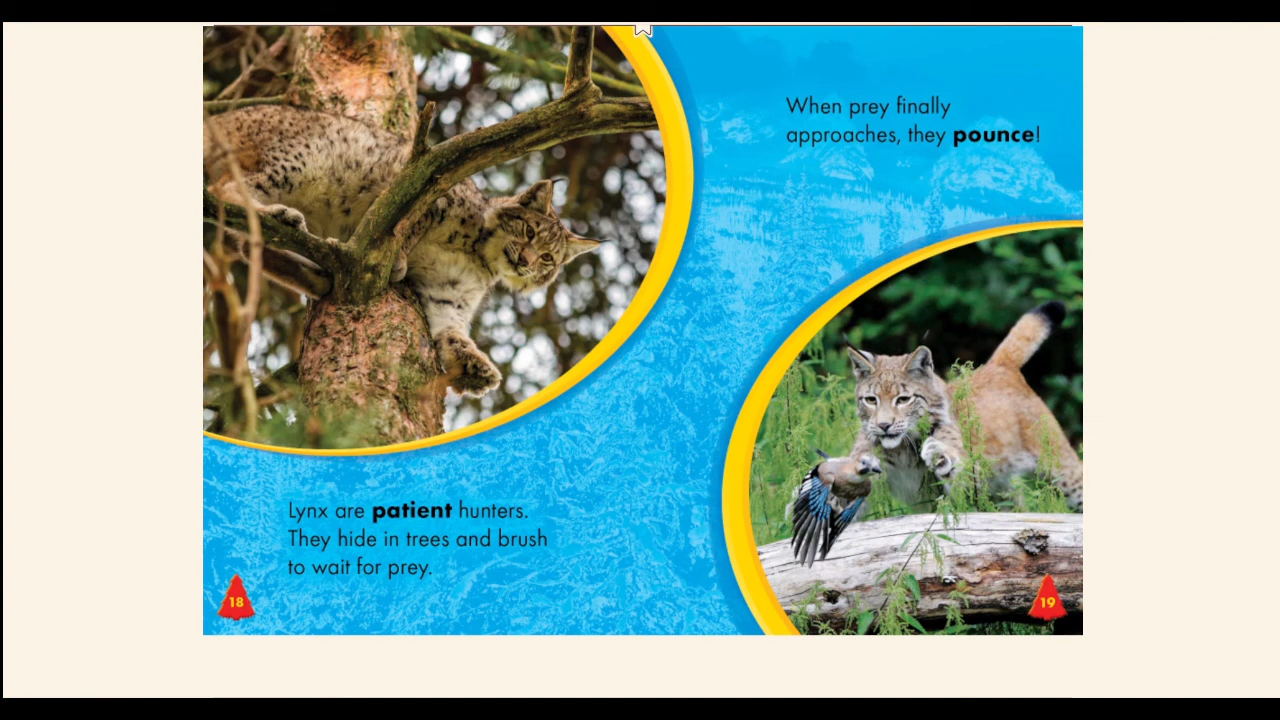 Lynx are patient hunters.
They hide in trees and brush
to wait for prey.
18
When prey finally
approaches, they pounce!
19